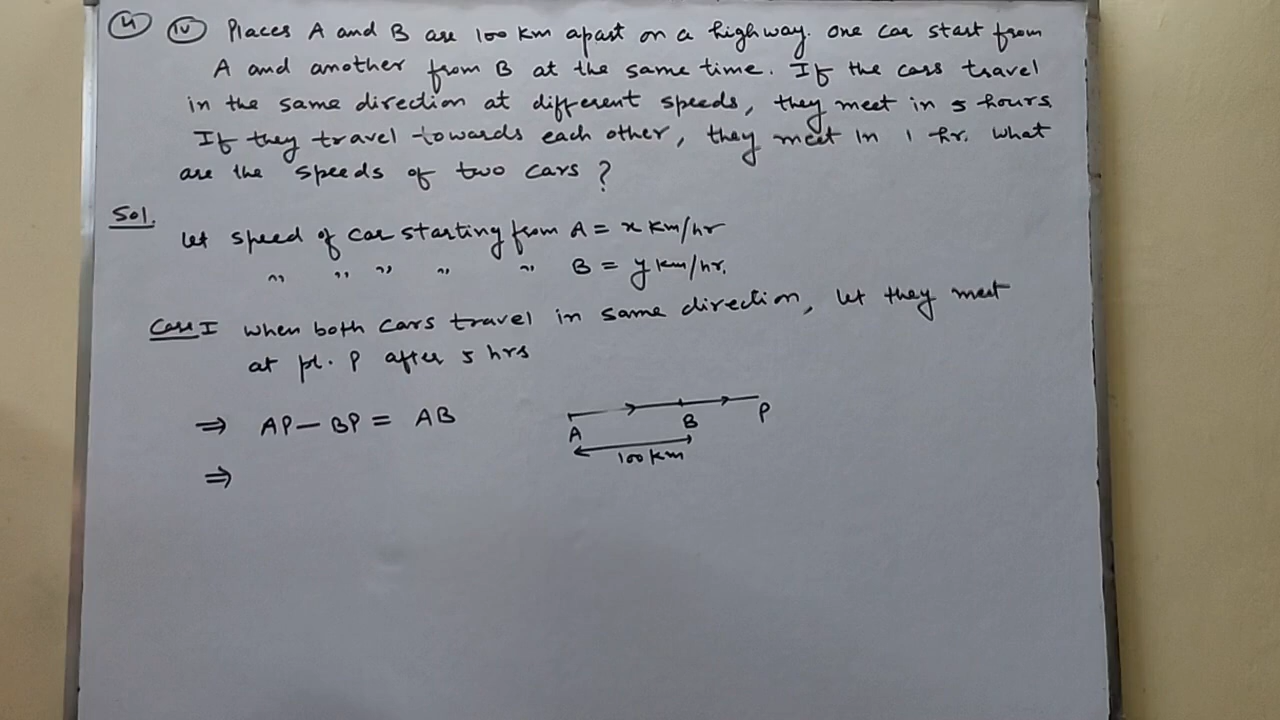 (4) (iv) Places A and B are 100 km apart on a highway. one car start from
A and another from B at the same time. If the cars travel
in the same direction at different speeds, they meet in 5 hours.
If they travel towards each other, they meet in 1 hr. what
are the speeds of two cars ?
Sol.
Let speed of car starting from A = x km/hr
" " " " " B = y km/hr.
Case I when both cars travel in same direction, let they meet
at pt. P after 5 hrs
⇒ AP – BP = AB
A B P
100 km
⇒